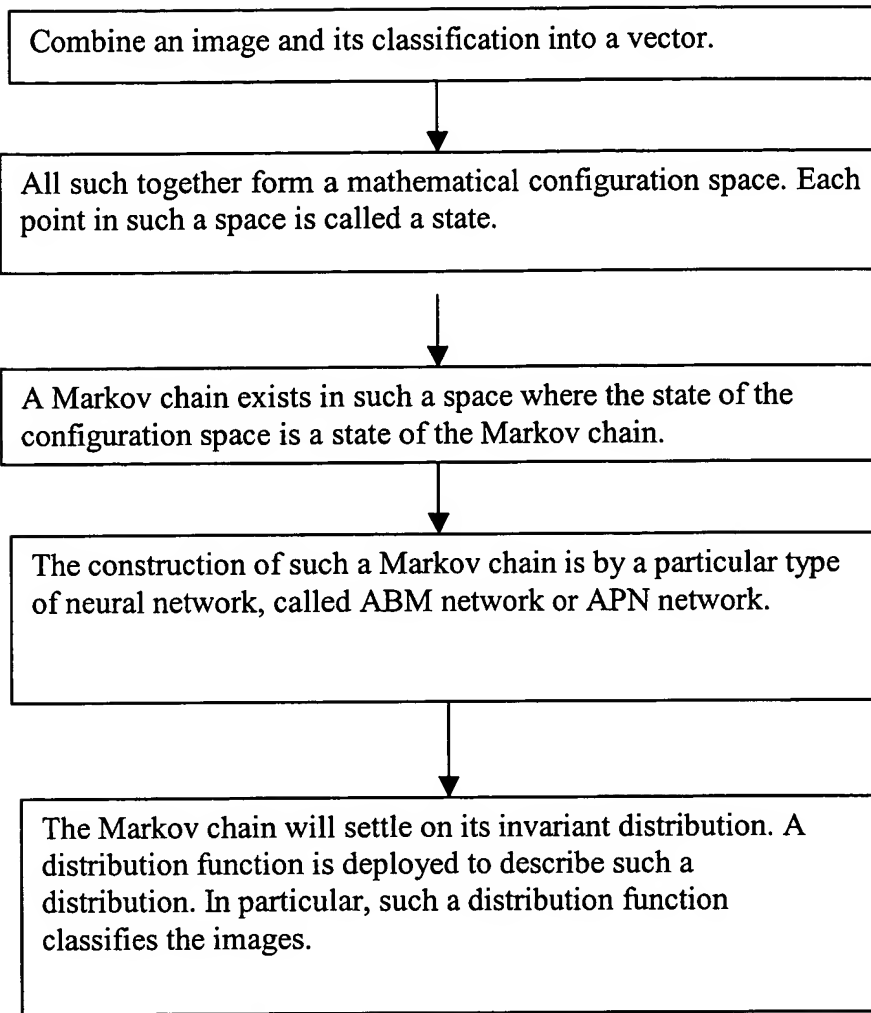 Combine an image and its classification into a vector.
All such together form a mathematical configuration space. Each
point in such a space is called a state.
A Markov chain exists in such a space where the state of the
configuration space is a state of the Markov chain.
The construction of such a Markov chain is by a particular type
of neural network, called ABM network or APN network.
The Markov chain will settle on its invariant distribution. A
distribution function is deployed to describe such a
distribution. In particular, such a distribution function
classifies the images.